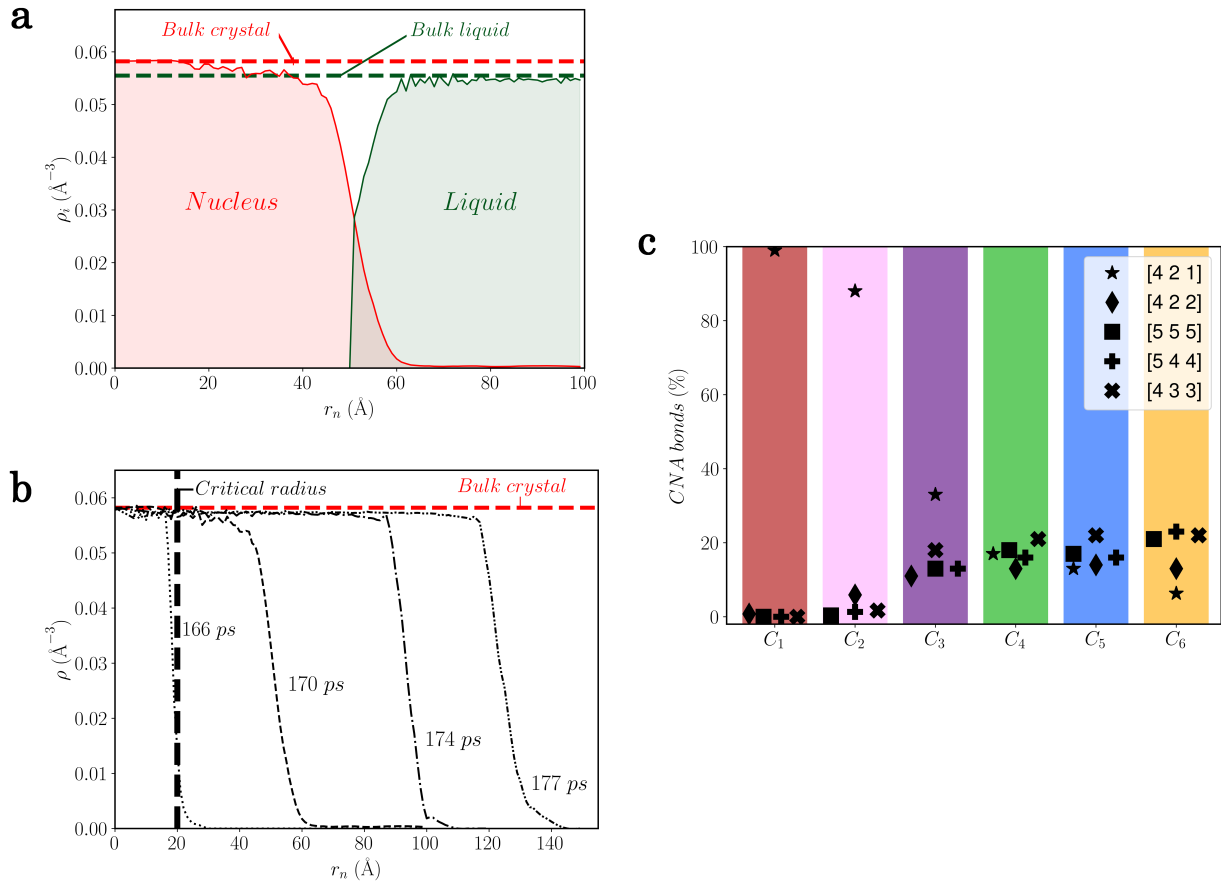 a
Bulk crystal
Bulk liquid
0.06
0.05
0.04
0.03
0.02
0.01
0.00
ρi (Å−3)
Nucleus
Liquid
0 20 40 60 80 100
rn (Å)
b
Critical radius
Bulk crystal
0.06
0.05
0.04
0.03
0.02
0.01
0.00
ρ (Å−3)
166 ps
170 ps
174 ps
177 ps
0 20 40 60 80 100 120 140
rn (Å)
c
100
80
60
40
20
0
CNA bonds (%)
[4 2 1]
[4 2 2]
[5 5 5]
[5 4 4]
[4 3 3]
C1 C2 C3 C4 C5 C6